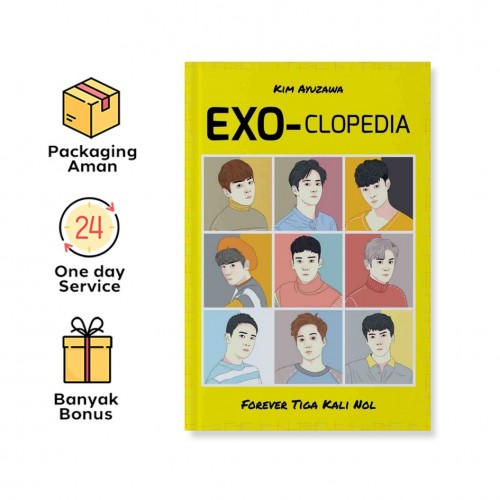 Packaging
Aman
24
One day
Service
Banyak
Bonus
KIM AYUZAWA
EXO-CLOPEDIA
FOREVER TIGA KALI NOL